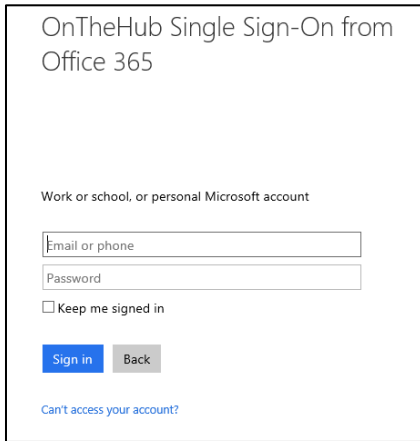 OnTheHub Single Sign-On from
Office 365
Work or school, or personal Microsoft account
Email or phone
Password
Keep me signed in
Sign in Back
Can't access your account?